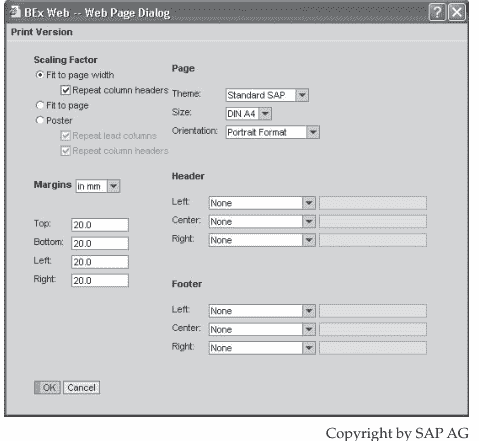 BEx Web -- Web Page Dialog
Print Version
Scaling Factor
Fit to page width
Repeat column headers
Fit to page
Poster
Repeat lead columns
Repeat column headers
Page
Theme: Standard SAP
Size: DIN A4
Orientation: Portrait Format
Margins in mm
Top: 20.0
Bottom: 20.0
Left: 20.0
Right: 20.0
Header
Left: None
Center: None
Right: None
Footer
Left: None
Center: None
Right: None
OK Cancel
Copyright by SAP AG